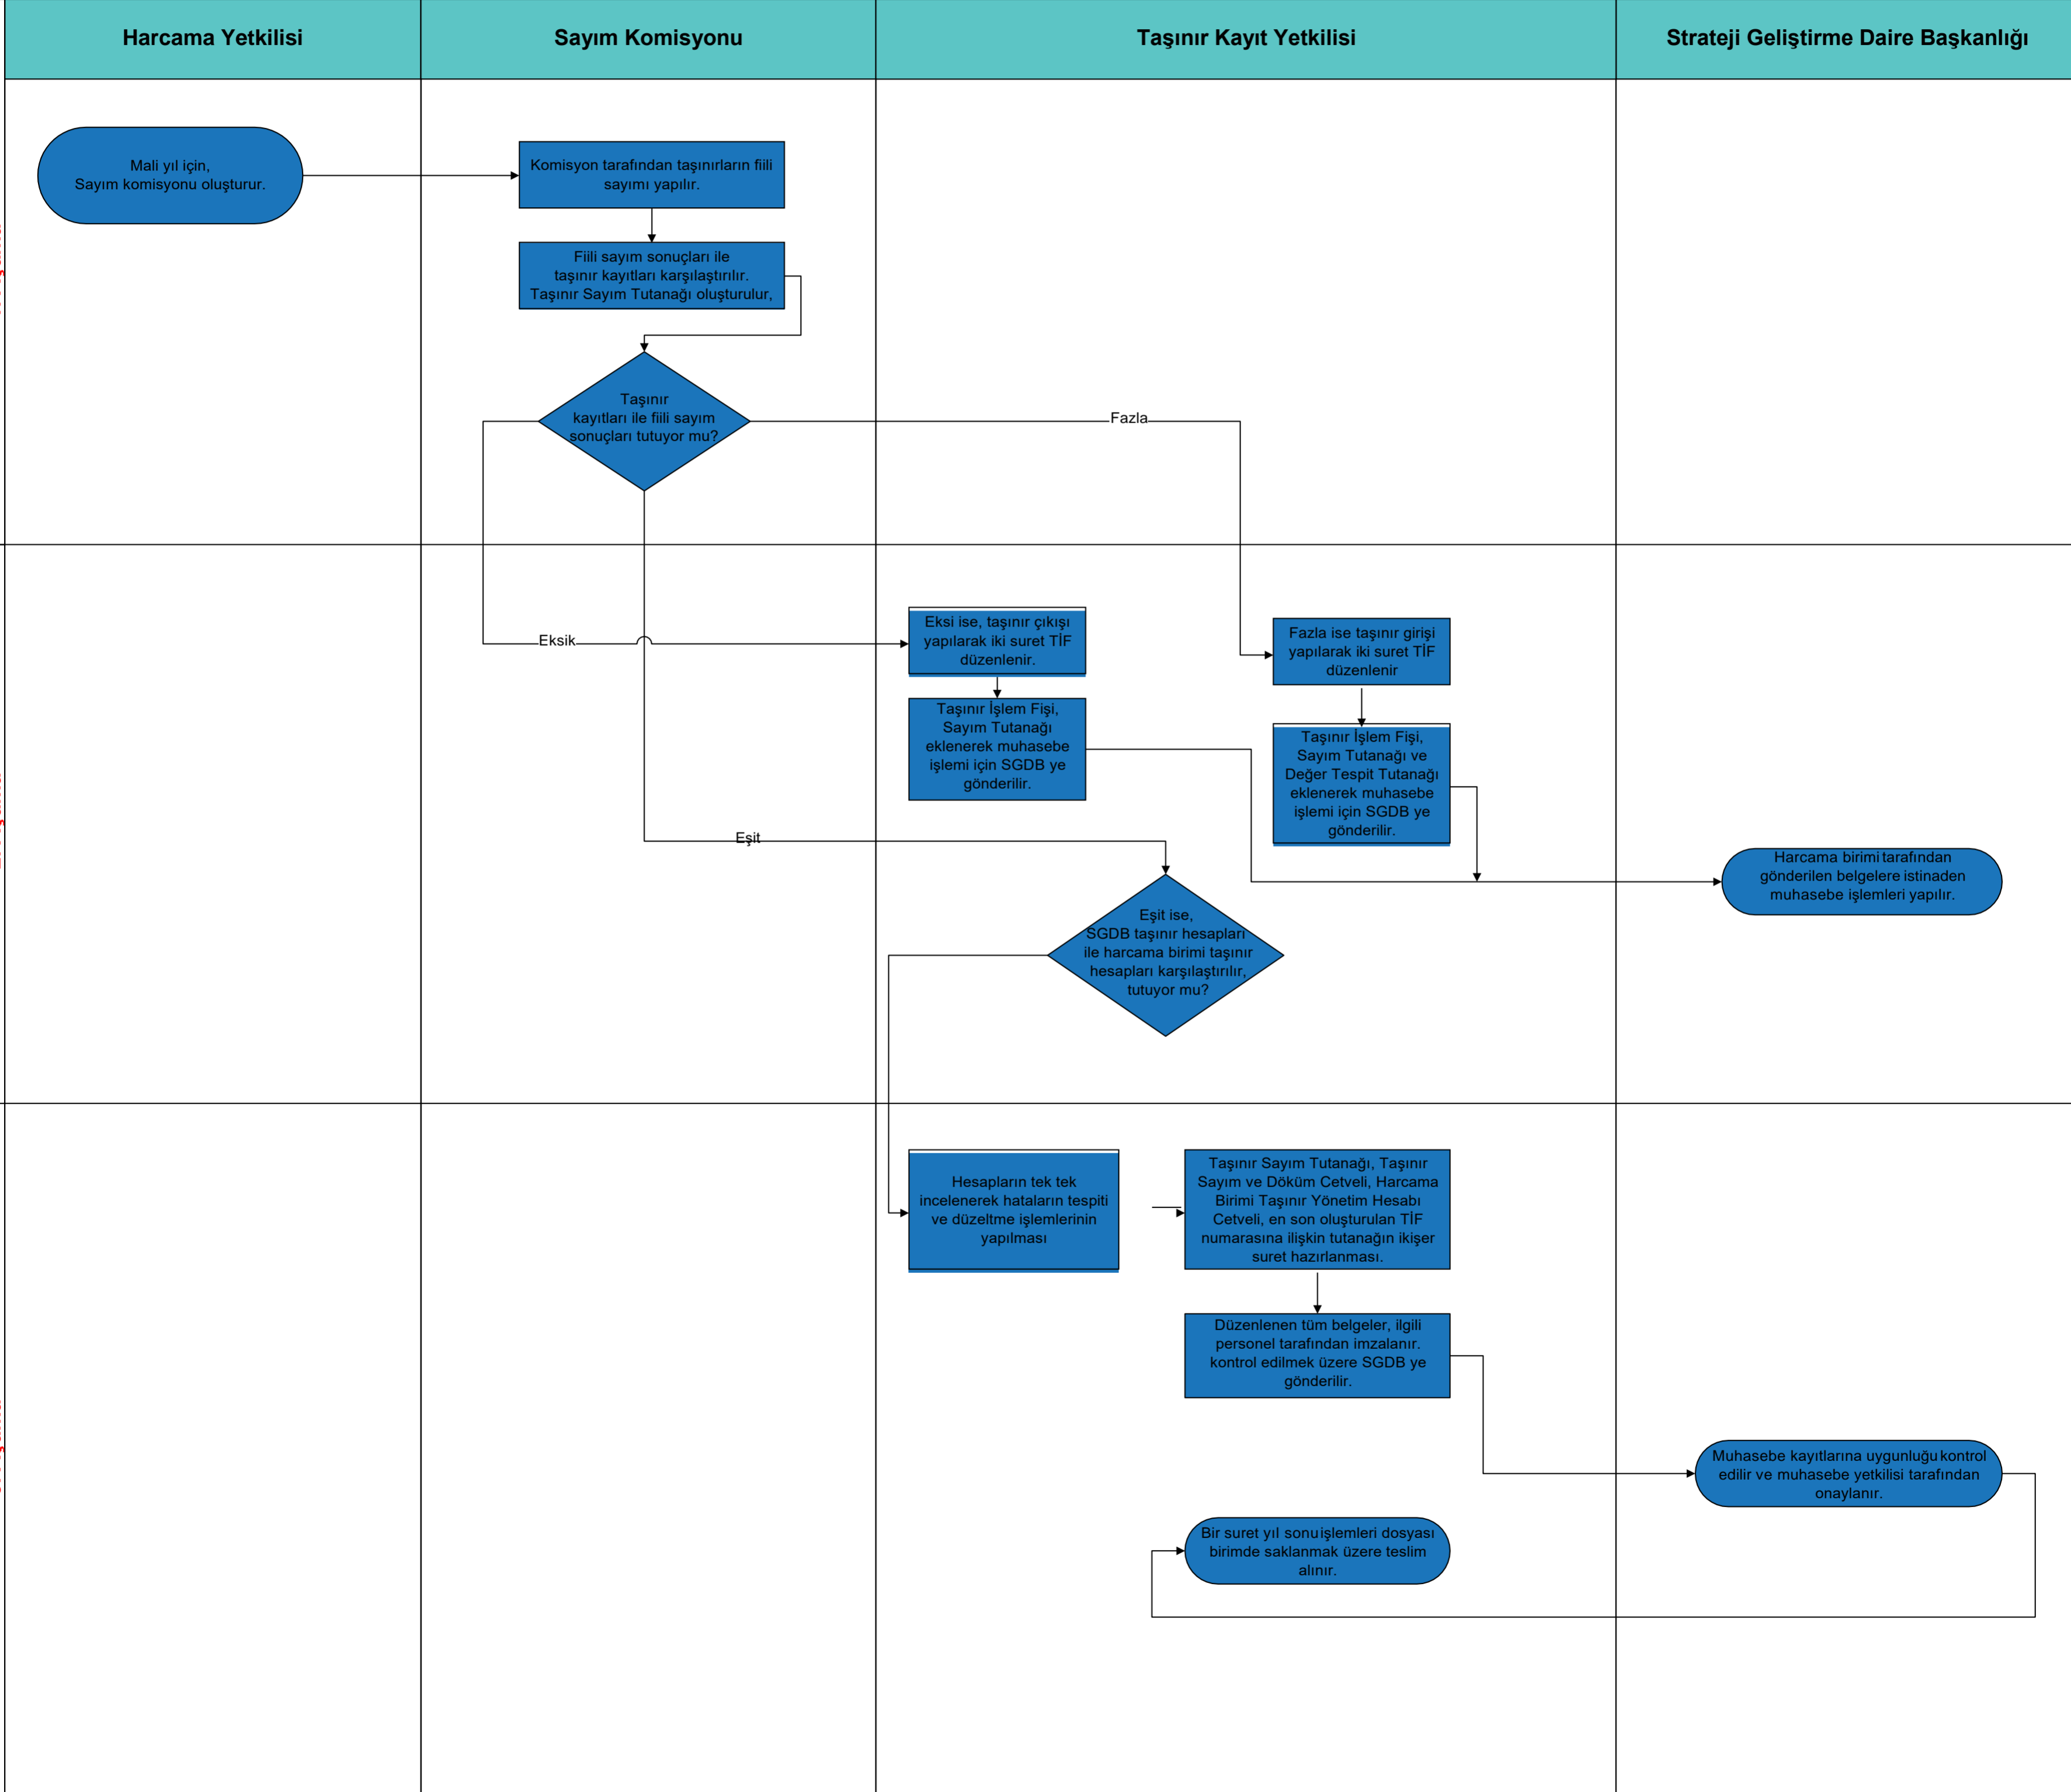 Harcama Yetkilisi
Sayım Komisyonu
Taşınır Kayıt Yetkilisi
Strateji Geliştirme Daire Başkanlığı
Mali yıl için,
Sayım komisyonu oluşturur.
Komisyon tarafından taşınırların fiili
sayımı yapılır.
Fiili sayım sonuçları ile
taşınır kayıtları karşılaştırılır.
Taşınır Sayım Tutanağı oluşturulur,
Taşınır
kayıtları ile fiili sayım
sonuçları tutuyor mu?
Fazla
Eksik
Eksi ise, taşınır çıkışı
yapılarak iki suret TİF
düzenlenir.
Fazla ise taşınır girişi
yapılarak iki suret TİF
düzenlenir
Taşınır İşlem Fişi,
Sayım Tutanağı
eklenerek muhasebe
işlemi için SGDB ye
gönderilir.
Taşınır İşlem Fişi,
Sayım Tutanağı ve
Değer Tespit Tutanağı
eklenerek muhasebe
işlemi için SGDB ye
gönderilir.
Eşit
Harcama birimi tarafından
gönderilen belgelere istinaden
muhasebe işlemleri yapılır.
Eşit ise,
SGDB taşınır hesapları
ile harcama birimi taşınır
hesapları karşılaştırılır,
tutuyor mu?
Hesapların tek tek
incelenerek hataların tespiti
ve düzeltme işlemlerinin
yapılması
Taşınır Sayım Tutanağı, Taşınır
Sayım ve Döküm Cetveli, Harcama
Birimi Taşınır Yönetim Hesabı
Cetveli, en son oluşturulan TİF
numarasına ilişkin tutanağın ikişer
suret hazırlanması.
Düzenlenen tüm belgeler, ilgili
personel tarafından imzalanır.
kontrol edilmek üzere SGDB ye
gönderilir.
Muhasebe kayıtlarına uygunluğu kontrol
edilir ve muhasebe yetkilisi tarafından
onaylanır.
Bir suret yıl sonu işlemleri dosyası
birimde saklanmak üzere teslim
alınır.